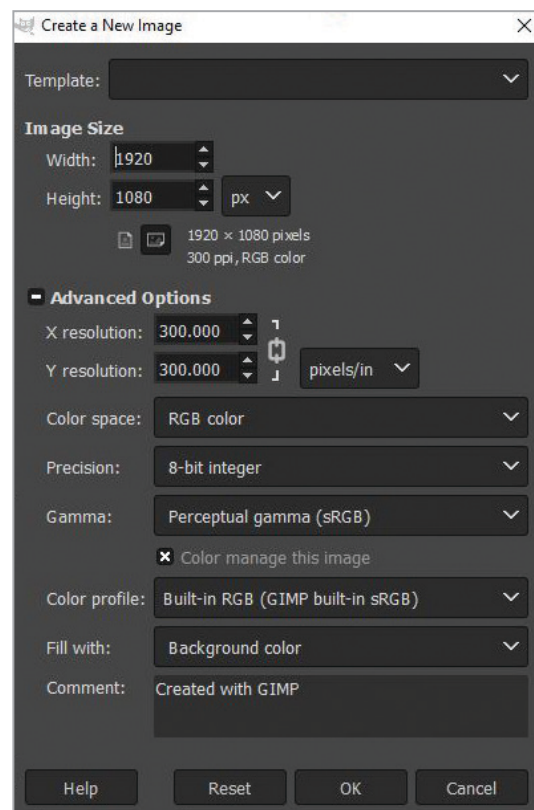 Create a New Image
Template:
Image Size
Width: 1920
Height: 1080 px
1920 × 1080 pixels
300 ppi, RGB color
Advanced Options
X resolution: 300.000
Y resolution: 300.000 pixels/in
Color space: RGB color
Precision: 8-bit integer
Gamma: Perceptual gamma (sRGB)
Color manage this image
Color profile: Built-in RGB (GIMP built-in sRGB)
Fill with: Background color
Comment: Created with GIMP
Help Reset OK Cancel